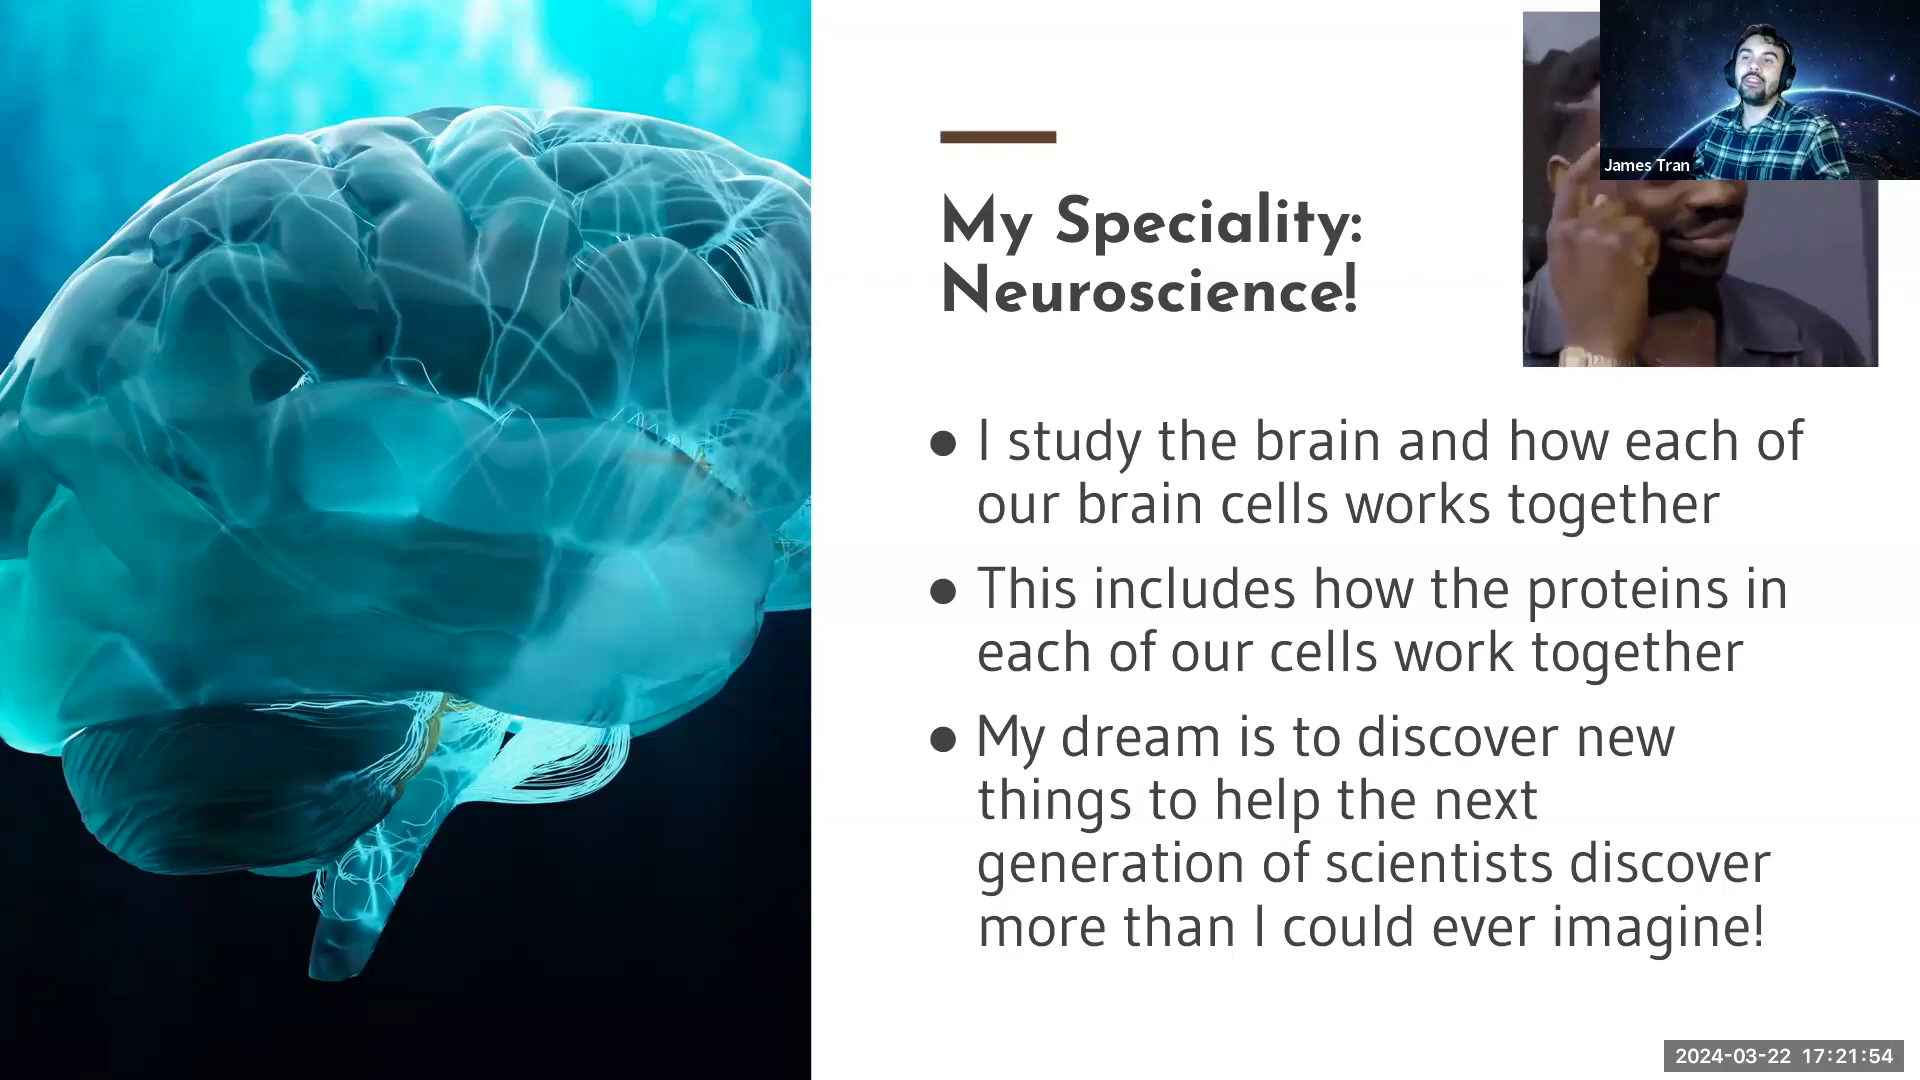 James Tran
My Speciality:
Neuroscience!
● I study the brain and how each of
our brain cells works together
● This includes how the proteins in
each of our cells work together
● My dream is to discover new
things to help the next
generation of scientists discover
more than I could ever imagine!
2024-03-22 17:21:54